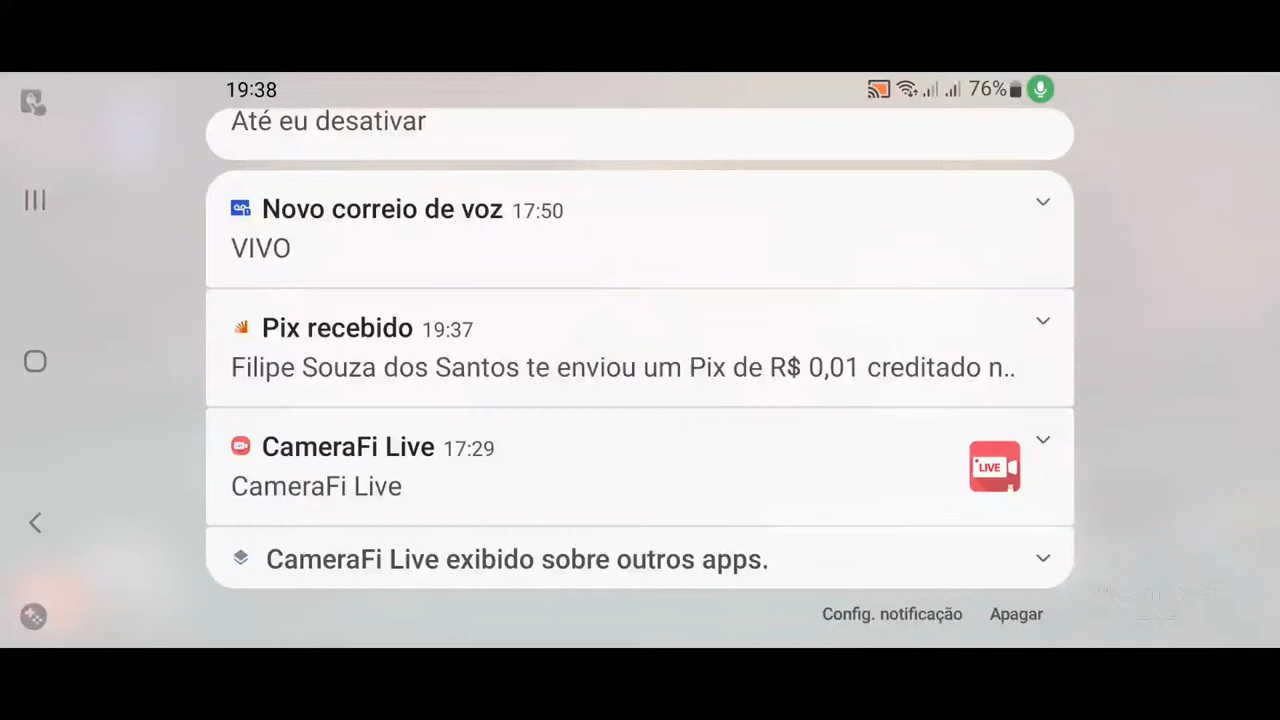 19:38 76%
Até eu desativar
Novo correio de voz 17:50
VIVO
Pix recebido 19:37
Filipe Souza dos Santos te enviou um Pix de R$ 0,01 creditado n..
CameraFi Live 17:29
LIVE
CameraFi Live
CameraFi Live exibido sobre outros apps.
Config. notificação Apagar